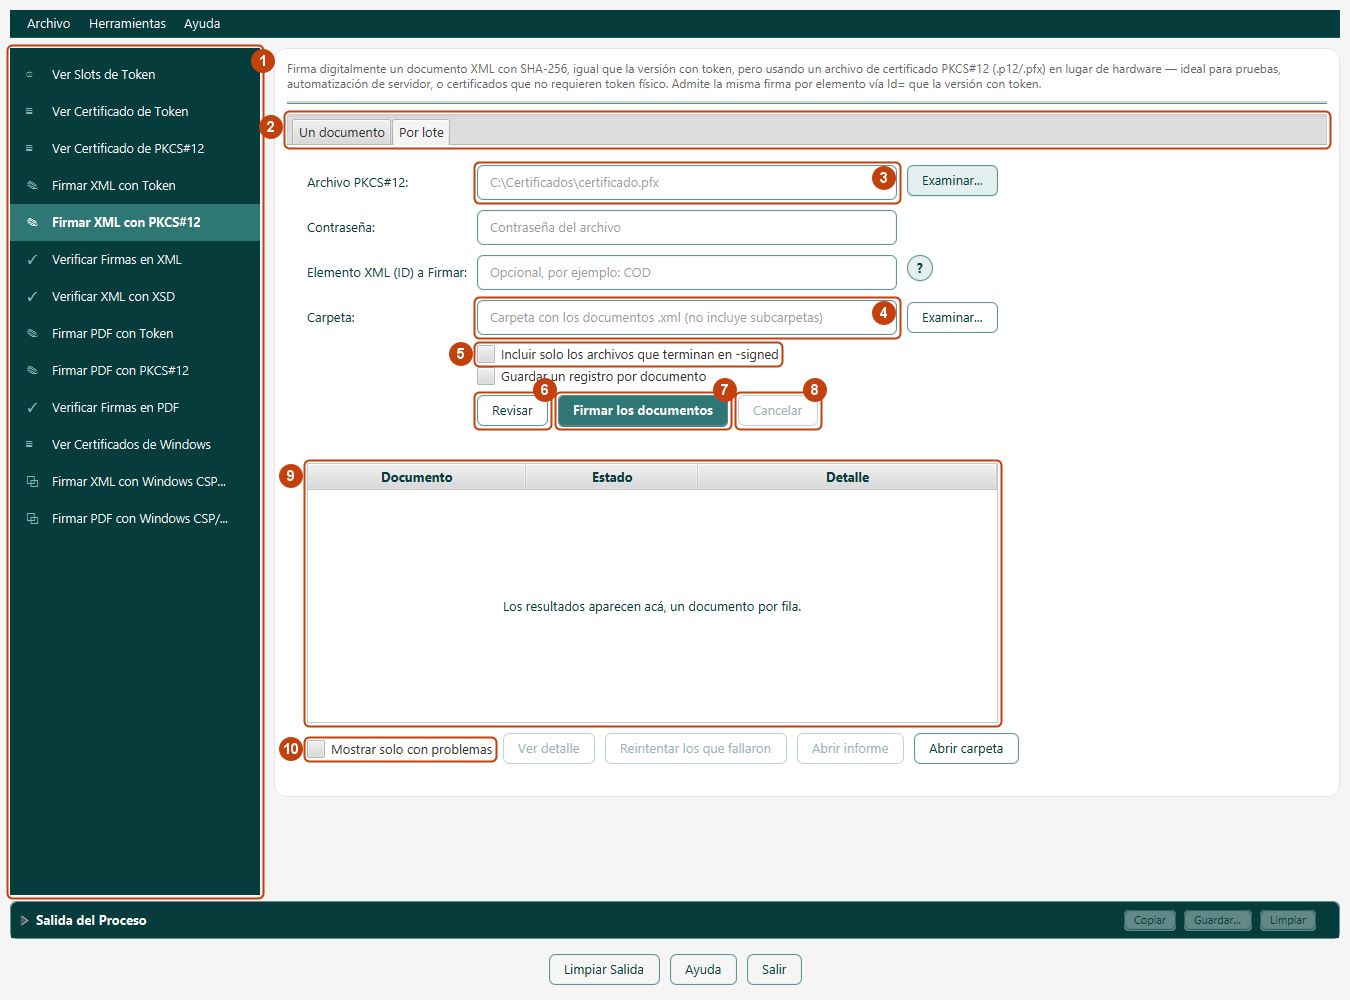 Archivo Herramientas Ayuda
1
Ver Slots de Token
Ver Certificado de Token
Ver Certificado de PKCS#12
Firmar XML con Token
Firmar XML con PKCS#12
Verificar Firmas en XML
Verificar XML con XSD
Firmar PDF con Token
Firmar PDF con PKCS#12
Verificar Firmas en PDF
Ver Certificados de Windows
Firmar XML con Windows CSP...
Firmar PDF con Windows CSP/...
Firma digitalmente un documento XML con SHA-256, igual que la versión con token, pero usando un archivo de certificado PKCS#12 (.p12/.pfx) en lugar de hardware — ideal para pruebas,
automatización de servidor, o certificados que no requieren token físico. Admite la misma firma por elemento vía Id= que la versión con token.
2
Un documento Por lote
Archivo PKCS#12: C:\Certificados\certificado.pfx 3 Examinar...
Contraseña: Contraseña del archivo
Elemento XML (ID) a Firmar: Opcional, por ejemplo: COD ?
Carpeta: Carpeta con los documentos .xml (no incluye subcarpetas) 4 Examinar...
5 Incluir solo los archivos que terminan en -signed
Guardar un registro por documento
6 7 8
Revisar Firmar los documentos Cancelar
9
Documento Estado Detalle
Los resultados aparecen acá, un documento por fila.
10 Mostrar solo con problemas Ver detalle Reintentar los que fallaron Abrir informe Abrir carpeta
Salida del Proceso Copiar Guardar... Limpiar
Limpiar Salida Ayuda Salir